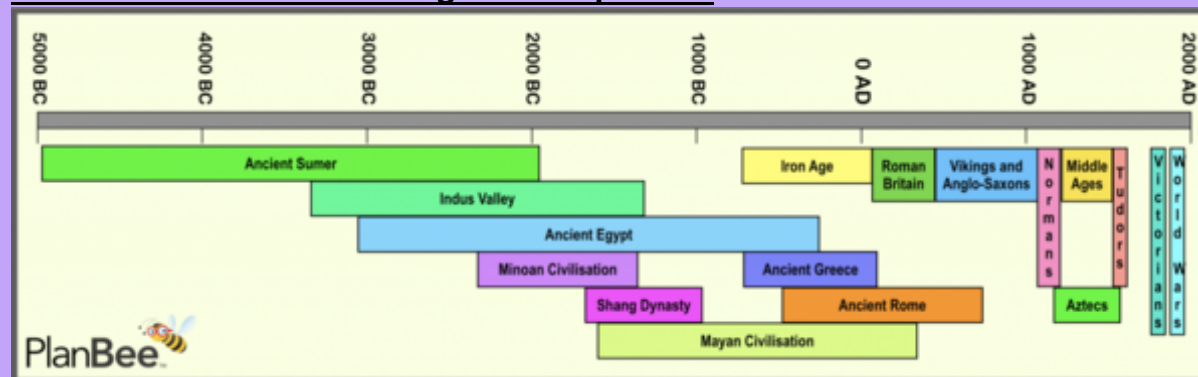 5000 BC
4000 BC
3000 BC
2000 BC
1000 BC
0 AD
1000 AD
2000 AD
Ancient Sumer
Iron Age
Roman
Britain
Vikings and
Anglo-Saxons
Normans
Middle
Ages
Tudors
Victorians
World Wars
Indus Valley
Ancient Egypt
Minoan Civilisation
Ancient Greece
Shang Dynasty
Ancient Rome
Aztecs
Mayan Civilisation
PlanBee